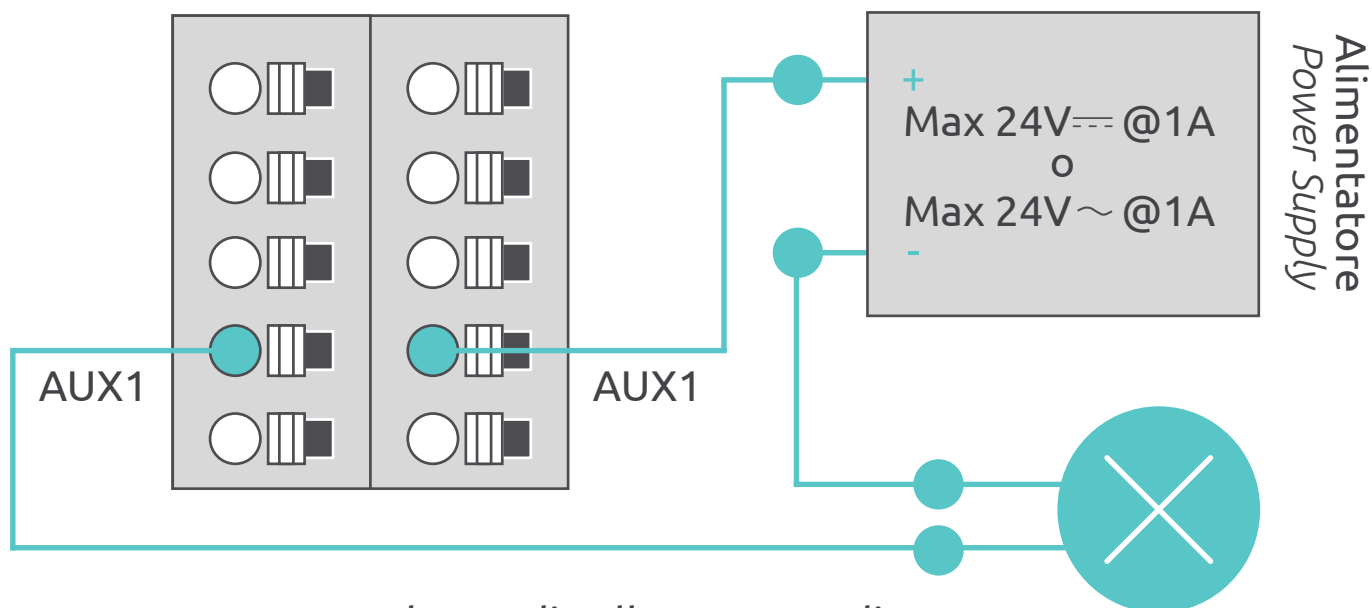 +
Max 24V⎓ @1A
o
Max 24V～ @1A
-
Alimentatore
Power Supply
AUX1
AUX1